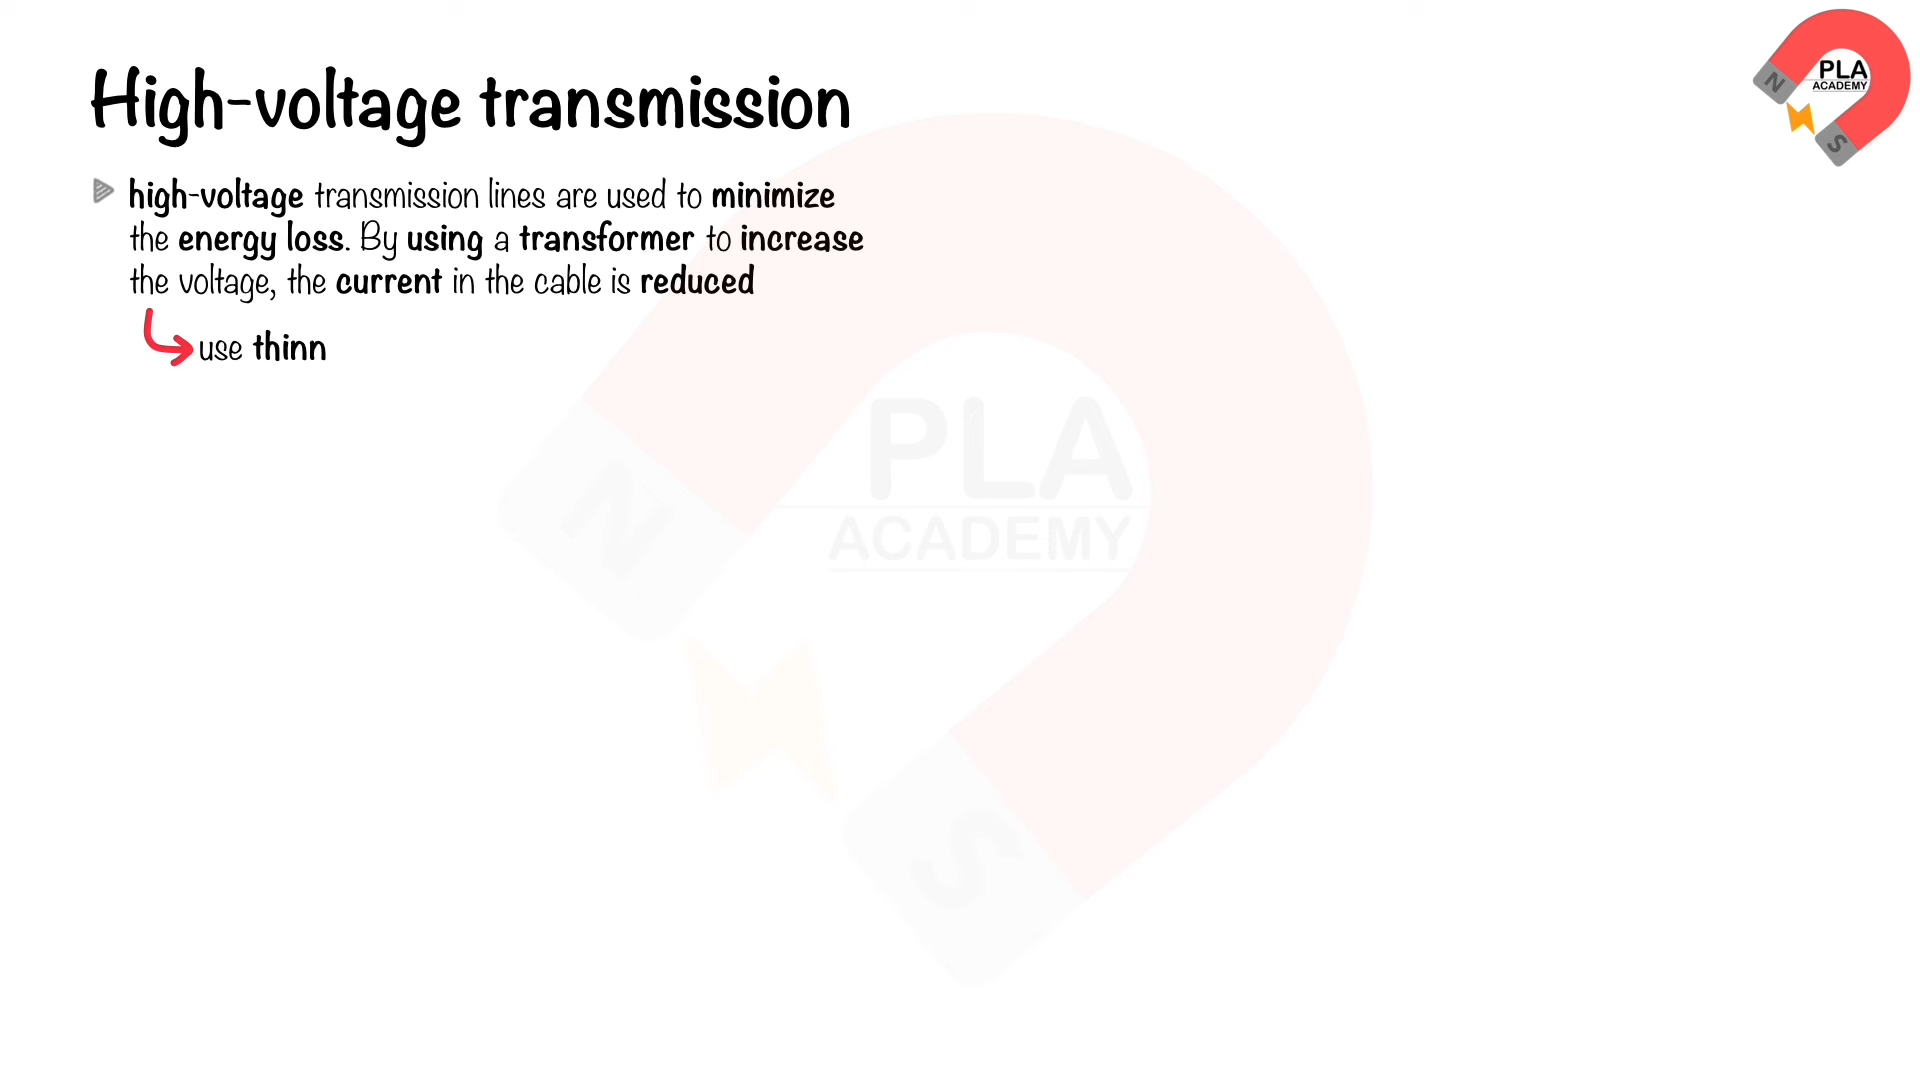 High-voltage transmission
high-voltage transmission lines are used to minimize
the energy loss. By using a transformer to increase
the voltage, the current in the cable is reduced
use thinn
PLA
ACADEMY
N
S
PLA
ACADEMY
N
S